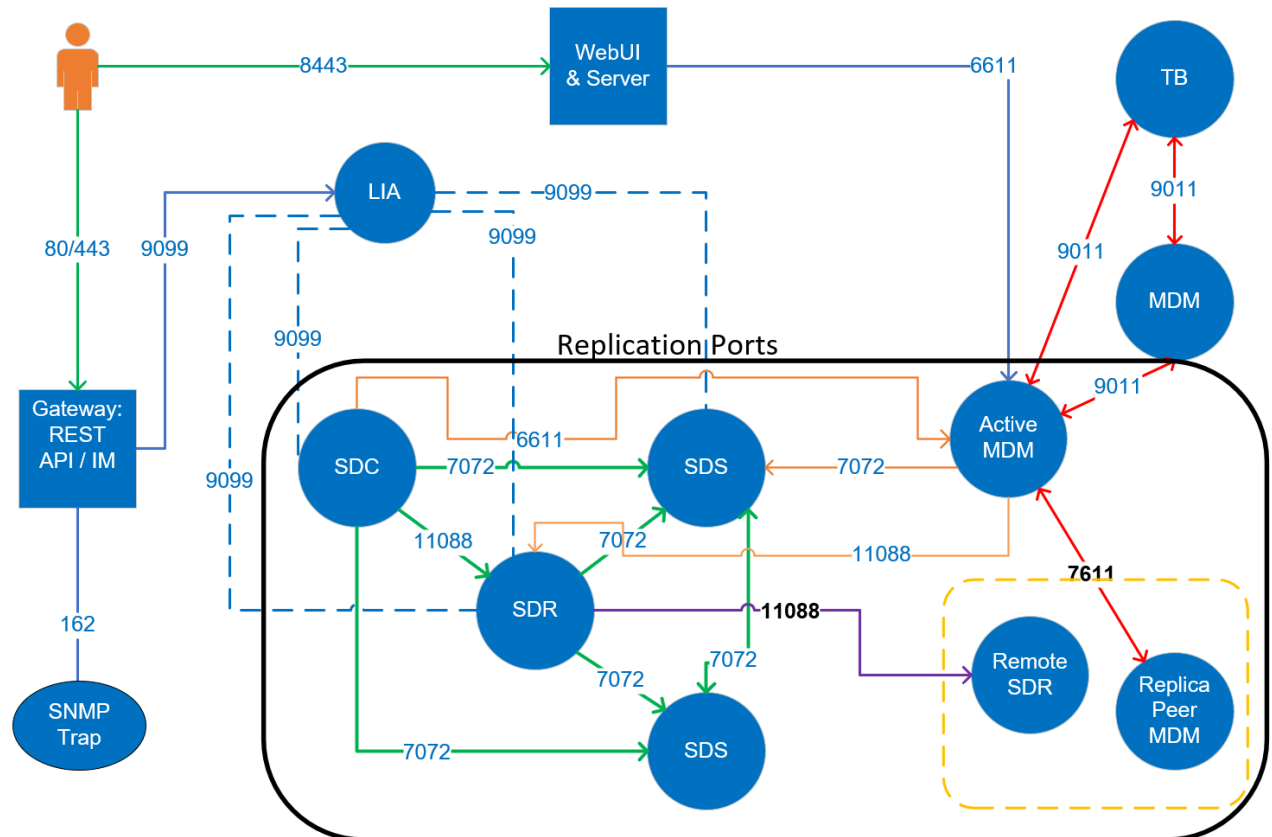 8443
WebUI
& Server
6611
TB
LIA
9099
9011
9099
80/443
9099
9011
MDM
9099
Replication Ports
9011
Gateway:
REST
API / IM
Active
MDM
6611
SDC
7072
SDS
7072
9099
11088
7072
11088
7611
SDR
11088
162
7072
7072
Remote
SDR
Replica
Peer
MDM
SNMP
Trap
7072
SDS